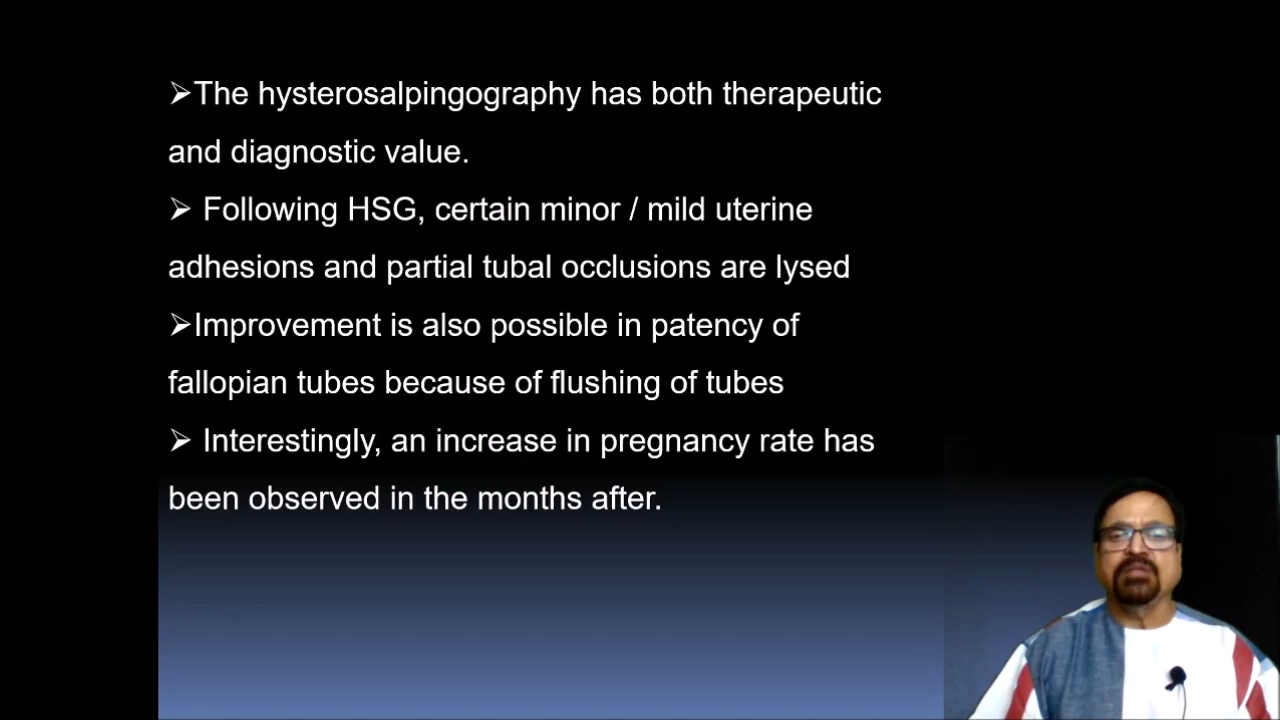 ➢The hysterosalpingography has both therapeutic
and diagnostic value.
➢ Following HSG, certain minor / mild uterine
adhesions and partial tubal occlusions are lysed
➢Improvement is also possible in patency of
fallopian tubes because of flushing of tubes
➢ Interestingly, an increase in pregnancy rate has
been observed in the months after.